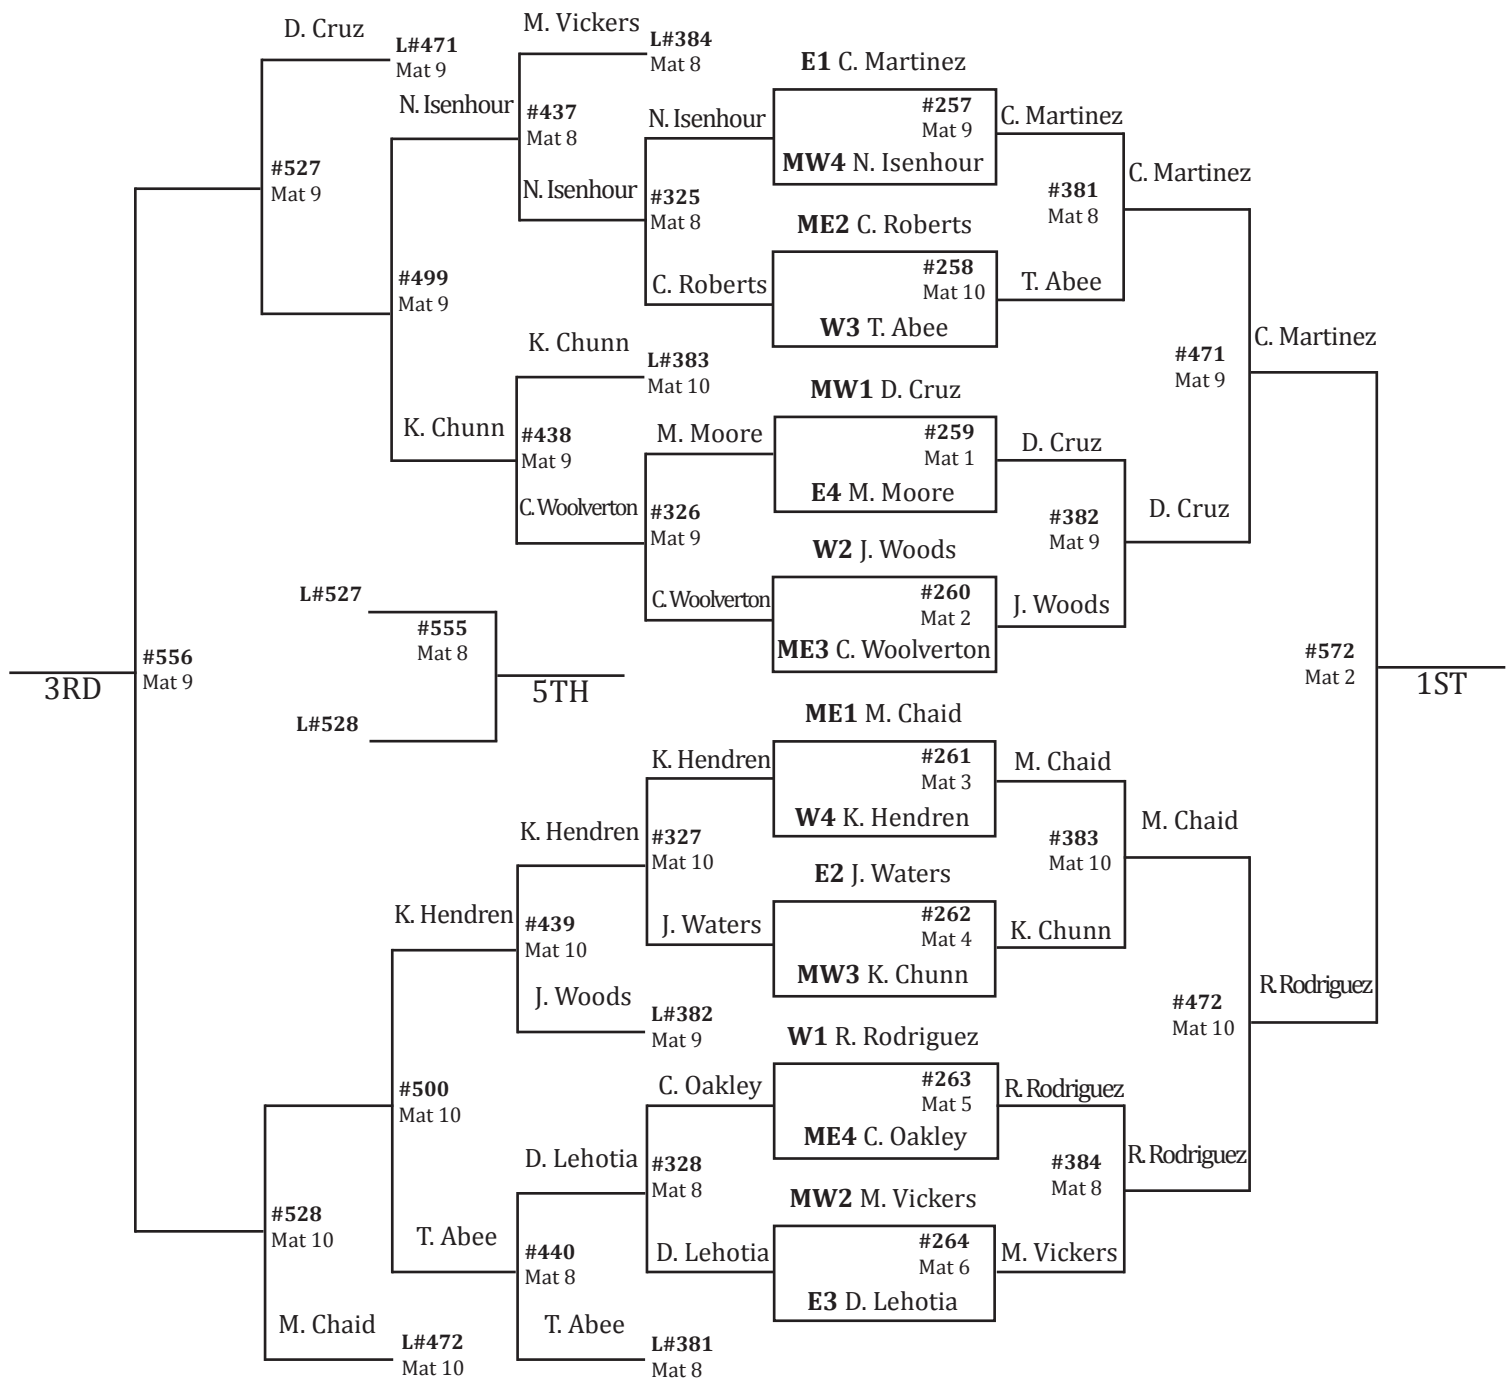 D. Cruz
L#471
Mat 9
M. Vickers
L#384
Mat 8
E1 C. Martinez
N. Isenhour
#437
Mat 8
N. Isenhour
#257
Mat 9
C. Martinez
MW4 N. Isenhour
#527
Mat 9
N. Isenhour
#325
Mat 8
#381
Mat 8
C. Martinez
ME2 C. Roberts
#499
Mat 9
C. Roberts
#258
Mat 10
T. Abee
W3 T. Abee
K. Chunn
L#383
Mat 10
#471
Mat 9
C. Martinez
MW1 D. Cruz
K. Chunn
#438
Mat 9
M. Moore
#259
Mat 1
D. Cruz
E4 M. Moore
C. Woolverton
#326
Mat 9
#382
Mat 9
D. Cruz
W2 J. Woods
L#527
C. Woolverton
#260
Mat 2
J. Woods
#555
Mat 8
ME3 C. Woolverton
#556
Mat 9
3RD
5TH
#572
Mat 2
1ST
L#528
ME1 M. Chaid
K. Hendren
#261
Mat 3
M. Chaid
W4 K. Hendren
K. Hendren
#327
Mat 10
#383
Mat 10
M. Chaid
E2 J. Waters
K. Hendren
#439
Mat 10
J. Waters
#262
Mat 4
K. Chunn
MW3 K. Chunn
J. Woods
L#382
Mat 9
#472
Mat 10
R. Rodriguez
W1 R. Rodriguez
#500
Mat 10
C. Oakley
#263
Mat 5
R. Rodriguez
ME4 C. Oakley
D. Lehotia
#328
Mat 8
#384
Mat 8
R. Rodriguez
MW2 M. Vickers
#528
Mat 10
T. Abee
#440
Mat 8
D. Lehotia
#264
Mat 6
M. Vickers
E3 D. Lehotia
M. Chaid
L#472
Mat 10
T. Abee
L#381
Mat 8